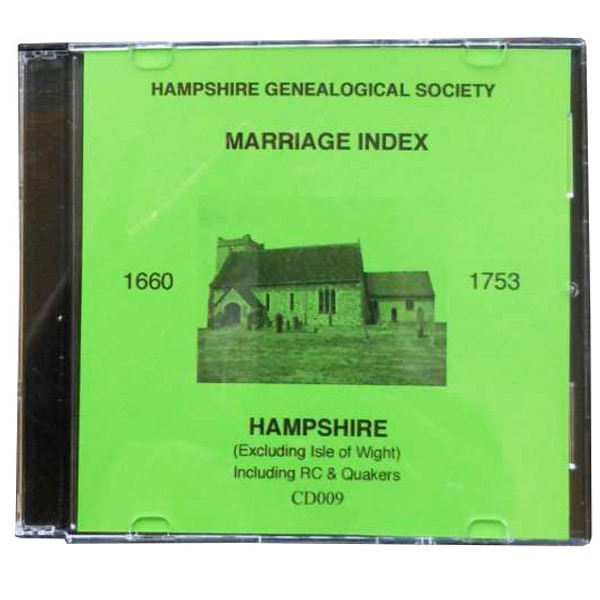 HAMPSHIRE GENEALOGICAL SOCIETY
MARRIAGE INDEX
1660 1753
HAMPSHIRE
(Excluding Isle of Wight)
Including RC & Quakers
CD009